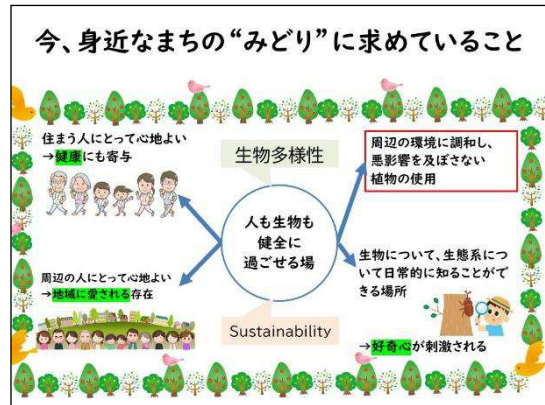 今、身近なまちの“みどり”に求めていること
住まう人にとって心地よい
→健康にも寄与
生物多様性
周辺の環境に調和し、
悪影響を及ぼさない
植物の使用
人も生物も
健全に
過ごせる場
周辺の人にとって心地よい
→地域に愛される存在
生物について、生態系につ
いて日常的に知ることがで
きる場所
Sustainability
→好奇心が刺激される